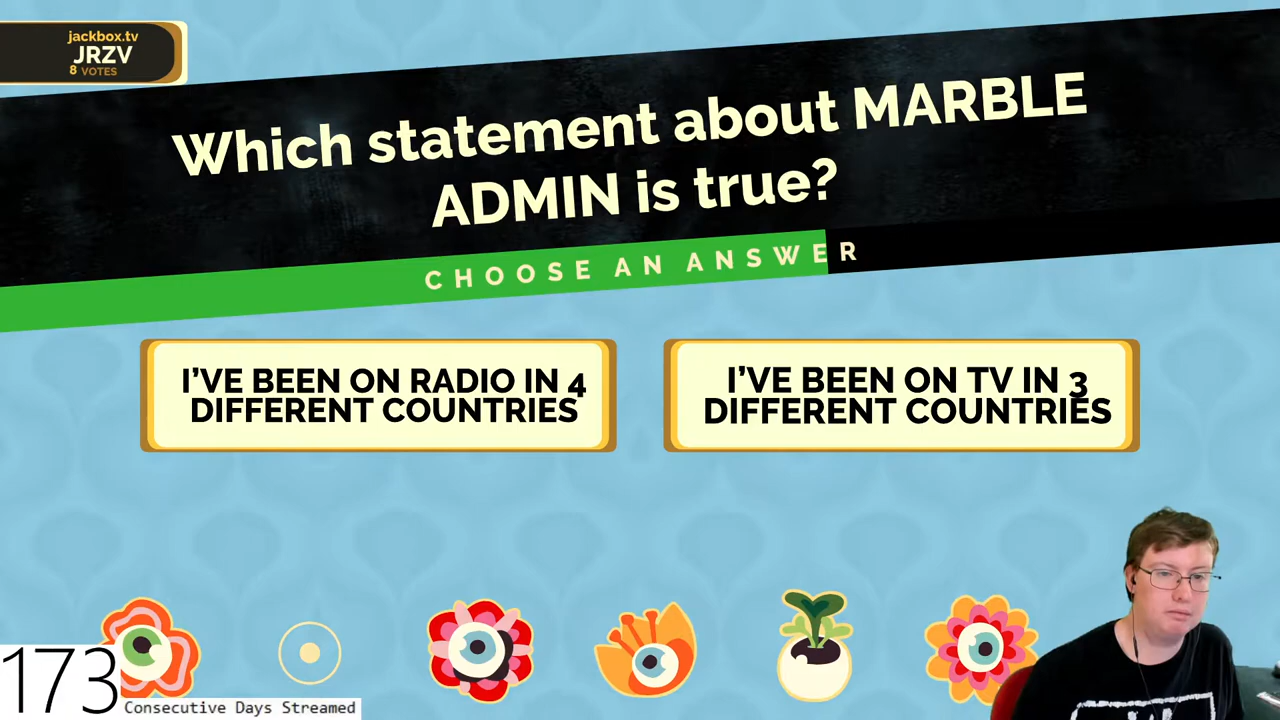 jackbox.tv
JRZV
8 VOTES
Which statement about MARBLE
ADMIN is true?
CHOOSE AN ANSWER
I'VE BEEN ON RADIO IN 4
DIFFERENT COUNTRIES
I'VE BEEN ON TV IN 3
DIFFERENT COUNTRIES
173 Consecutive Days Streamed